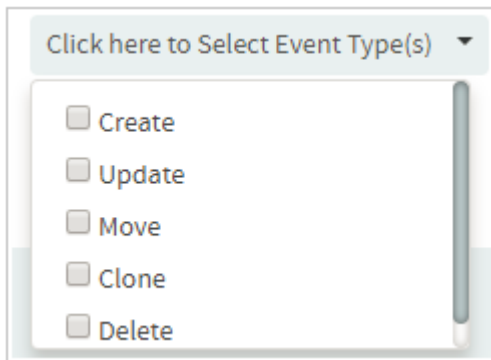 Click here to Select Event Type(s)
Create
Update
Move
Clone
Delete